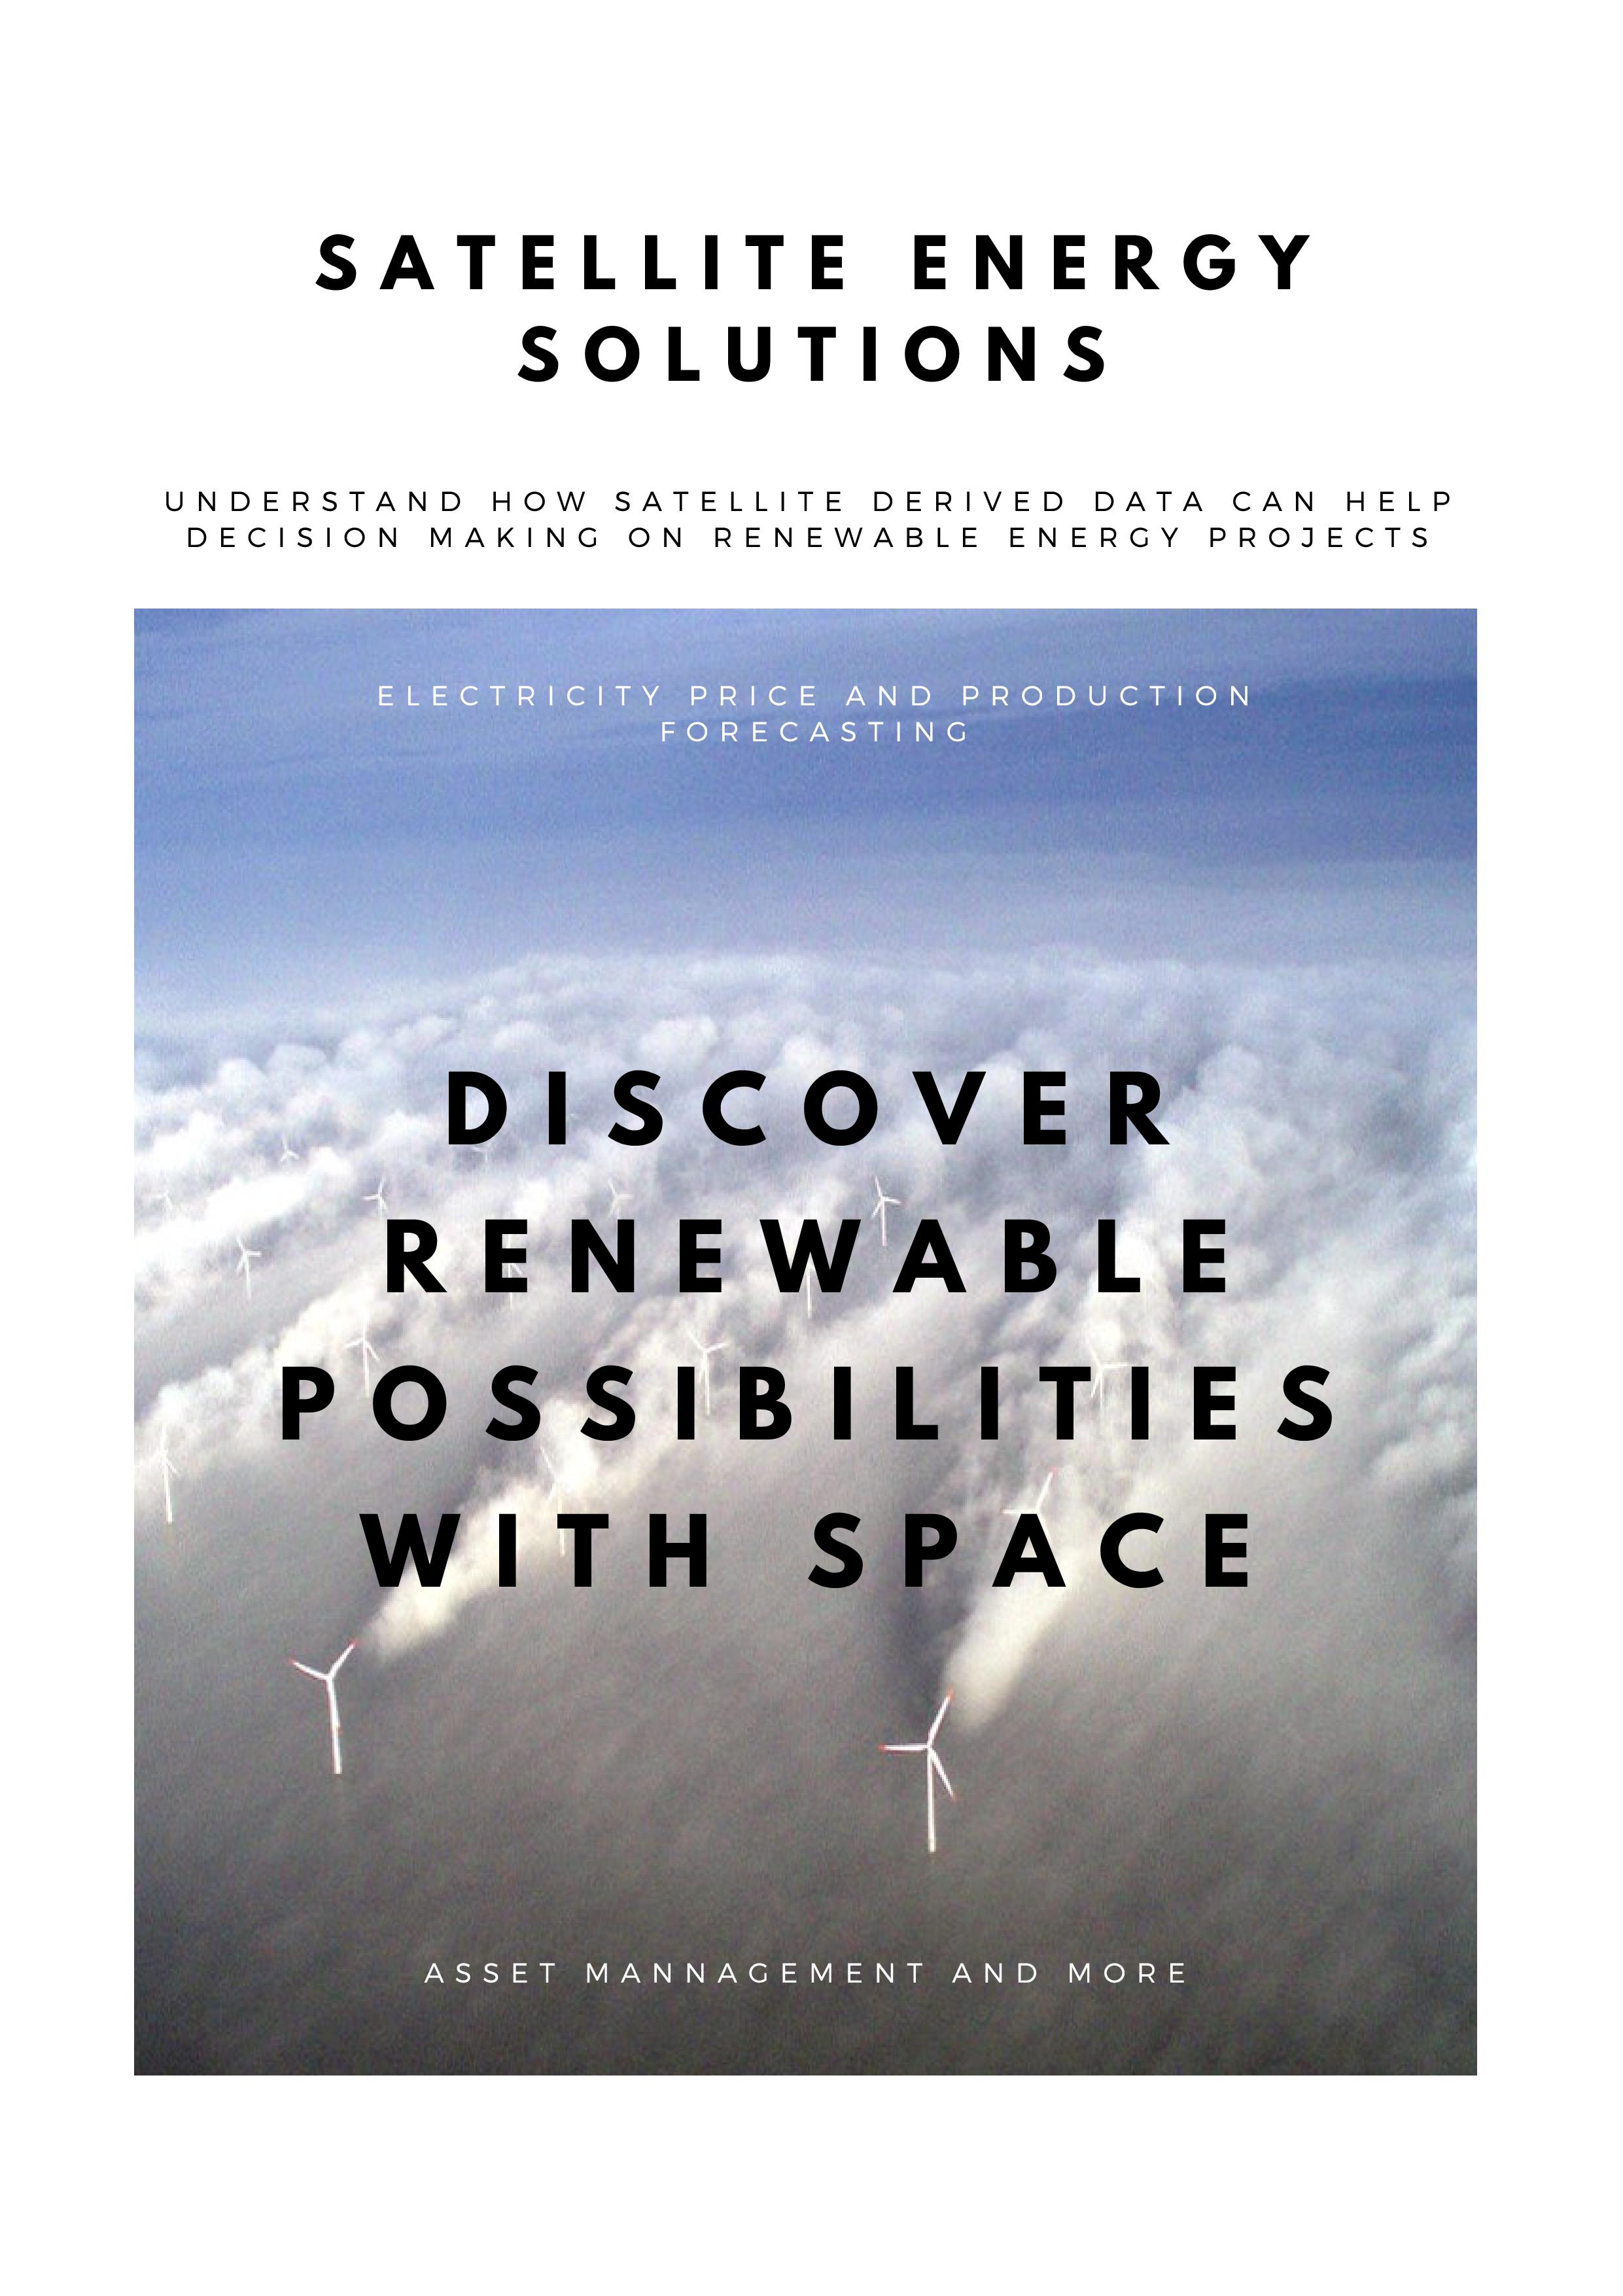 SATELLITE ENERGY
SOLUTIONS
UNDERSTAND HOW SATELLITE DERIVED DATA CAN HELP
DECISION MAKING ON RENEWABLE ENERGY PROJECTS
ELECTRICITY PRICE AND PRODUCTION
FORECASTING
DISCOVER
RENEWABLE
POSSIBILITIES
WITH SPACE
ASSET MANNAGEMENT AND MORE